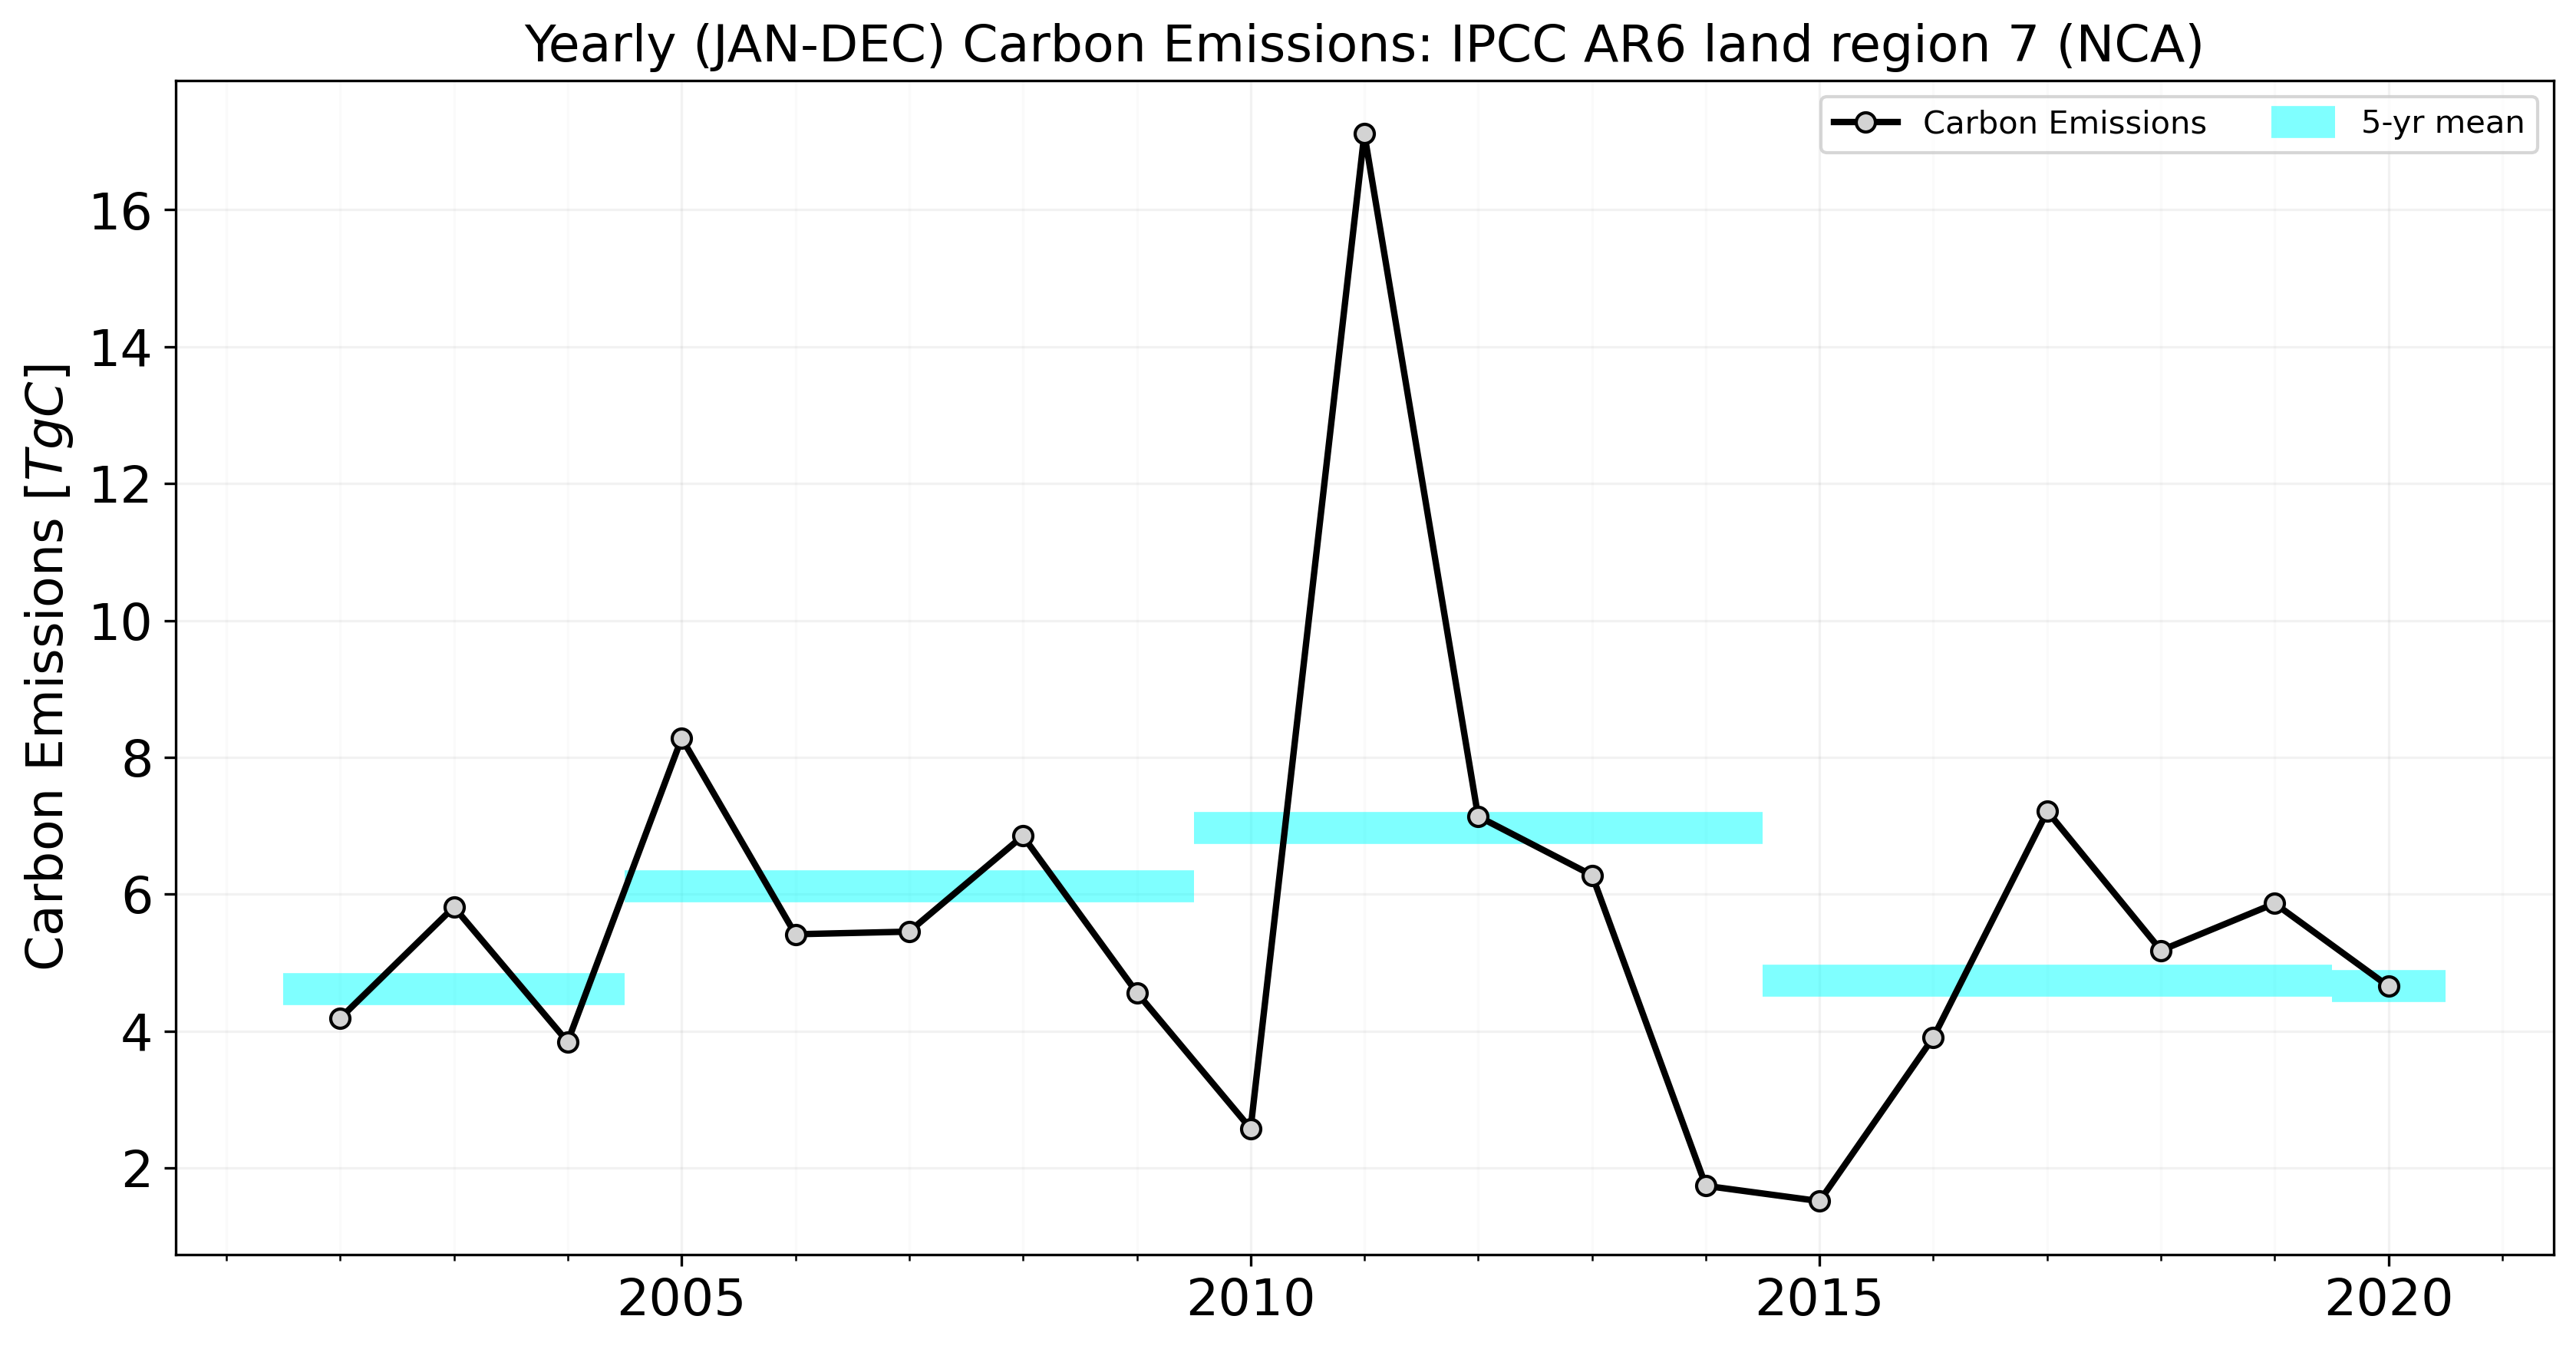 Yearly (JAN-DEC) Carbon Emissions: IPCC AR6 land region 7 (NCA)
Carbon Emissions 5-yr mean
Carbon Emissions [TgC]
16
14
12
10
8
6
4
2
2005 2010 2015 2020